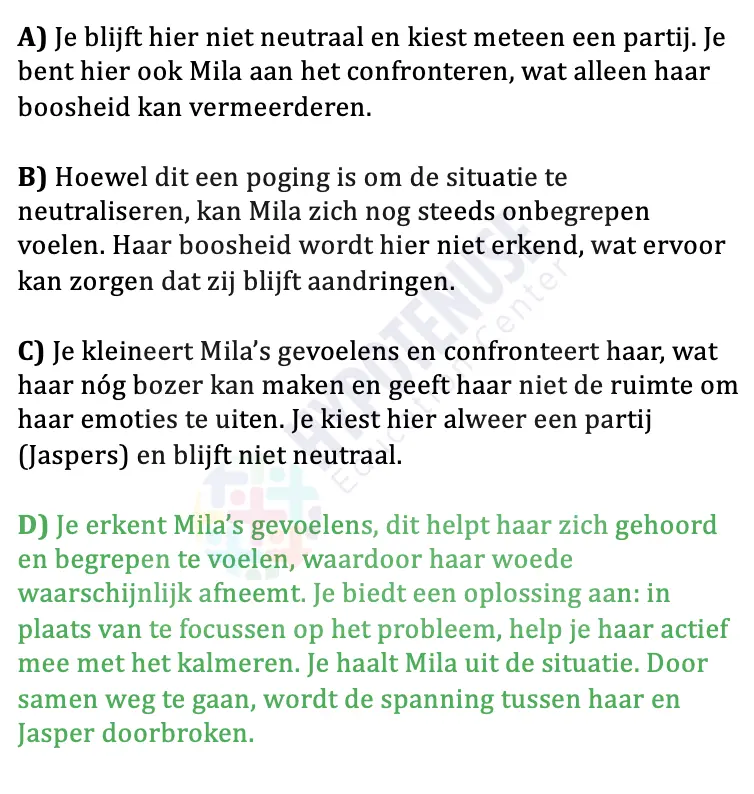 A) Je blijft hier niet neutraal en kiest meteen een partij. Je
bent hier ook Mila aan het confronteren, wat alleen haar
boosheid kan vermeerderen.
B) Hoewel dit een poging is om de situatie te
neutraliseren, kan Mila zich nog steeds onbegrepen
voelen. Haar boosheid wordt hier niet erkend, wat ervoor
kan zorgen dat zij blijft aandringen.
C) Je kleineert Mila’s gevoelens en confronteert haar, wat
haar nóg bozer kan maken en geeft haar niet de ruimte om
haar emoties te uiten. Je kiest hier alweer een partij
(Jaspers) en blijft niet neutraal.
D) Je erkent Mila’s gevoelens, dit helpt haar zich gehoord
en begrepen te voelen, waardoor haar woede
waarschijnlijk afneemt. Je biedt een oplossing aan: in
plaats van te focussen op het probleem, help je haar actief
mee met het kalmeren. Je haalt Mila uit de situatie. Door
samen weg te gaan, wordt de spanning tussen haar en
Jasper doorbroken.
HYPOTENUSE
Education Center